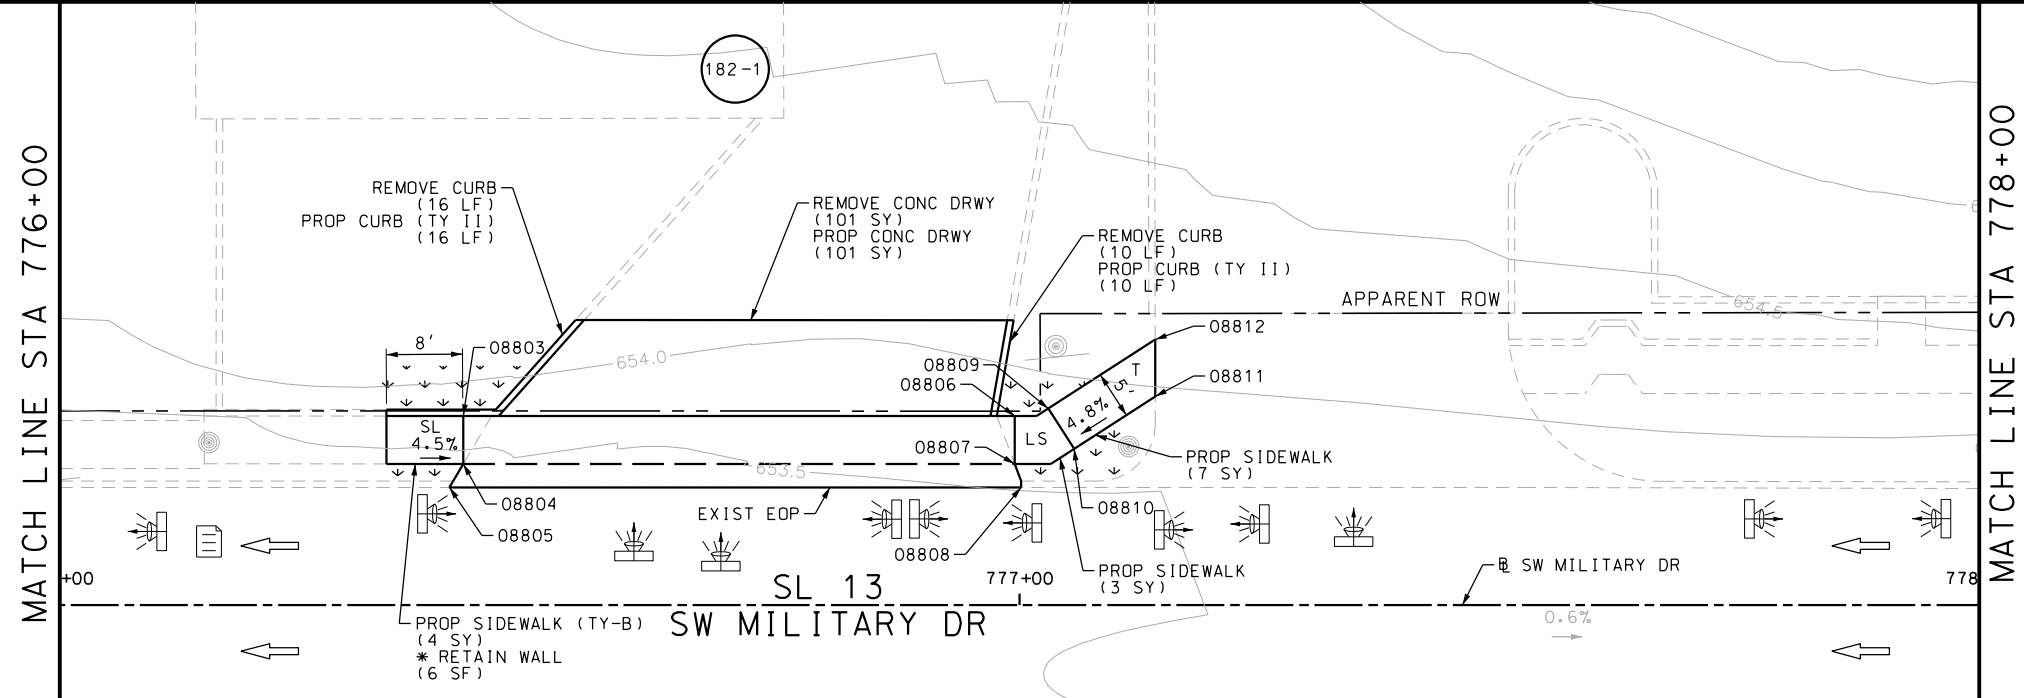 182-1
MATCH LINE STA 776+00
MATCH LINE STA 778+00
REMOVE CURB
(16 LF)
PROP CURB (TY II)
(16 LF)
REMOVE CONC DRWY
(101 SY)
PROP CONC DRWY
(101 SY)
REMOVE CURB
(10 LF)
PROP CURB (TY II)
(10 LF)
APPARENT ROW
654.5
08812
8'
08803
654.0
08809
08806
T
5'
08811
4.8%
SL
4.5%
LS
08807
PROP SIDEWALK
(7 SY)
653.5
08804
EXIST EOP
08810
08805
08808
+00
777+00
PROP SIDEWALK
(3 SY)
BL SW MILITARY DR
778
SL 13
SW MILITARY DR
0.6%
PROP SIDEWALK (TY-B)
(4 SY)
* RETAIN WALL
(6 SF)